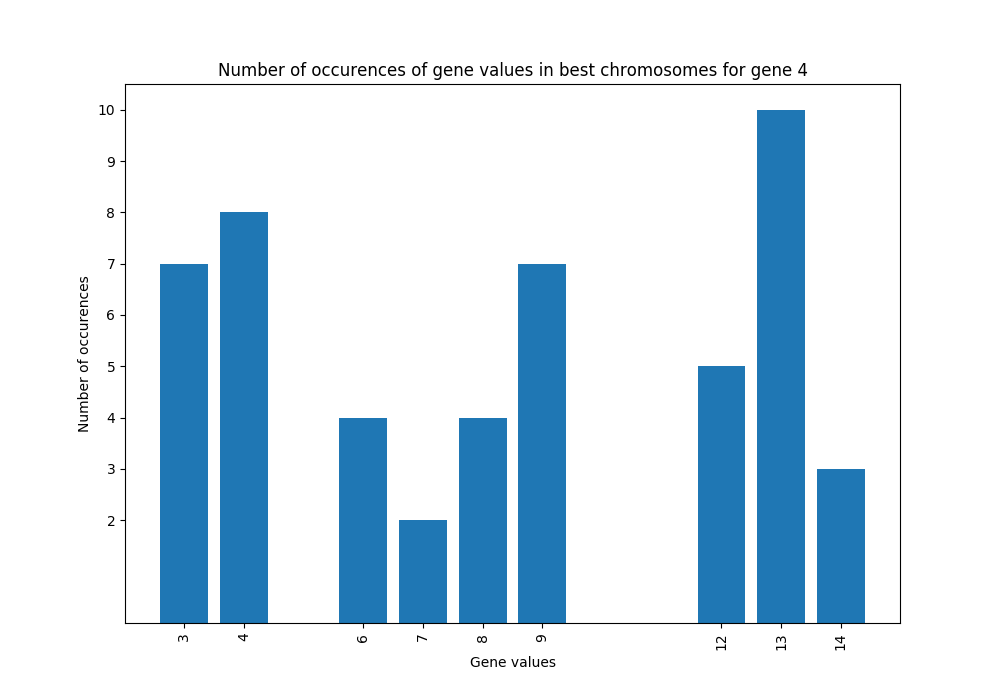 Number of occurences of gene values in best chromosomes for gene 4
10
9
8
7
6
5
4
3
2
Number of occurences
3 4 6 7 8 9 12 13 14
Gene values